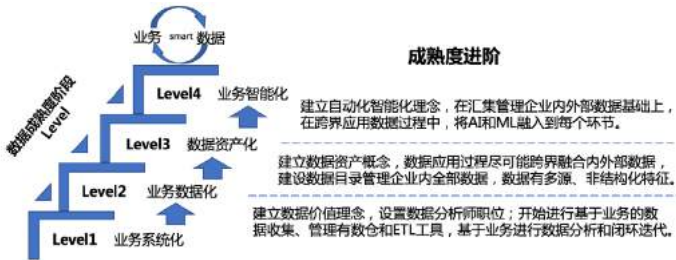 业务 smart 数据
成熟度进阶
数据成熟度阶段
Level
Level4 业务智能化
建立自动化智能化理念，在汇集管理企业内外部数据基础上，
在跨界应用数据过程中，将AI和ML融入到每个环节。
Level3 数据资产化
建立数据资产概念，数据应用过程尽可能跨界融合内外部数据，
建设数据目录管理企业内全部数据，数据有多源、非结构化特征。
Level2 业务数据化
建立数据价值理念，设置数据分析师职位；开始进行基于业务的数
据收集、管理有数仓和ETL工具，基于业务进行数据分析和闭环迭代。
Level1 业务系统化